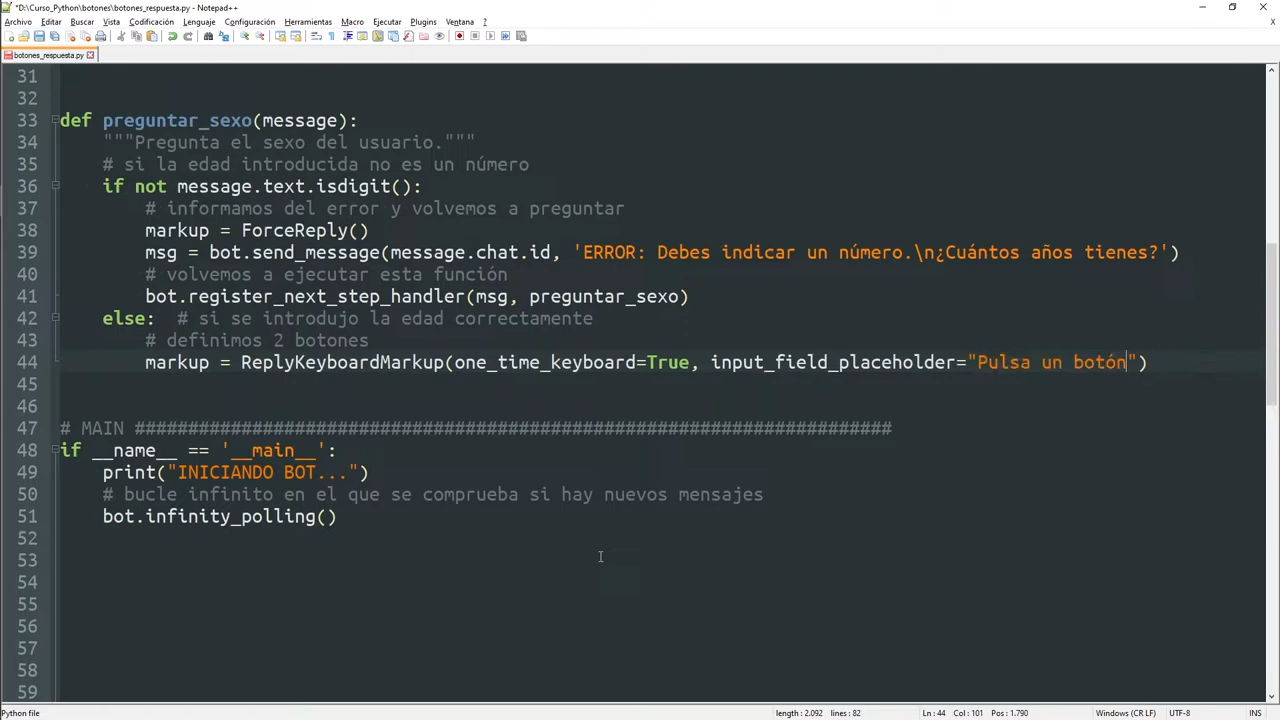 *D:\Curso_Python\botones\botones_respuesta.py - Notepad++
Archivo Editar Buscar Vista Codificación Lenguaje Configuración Herramientas Macro Ejecutar Plugins Ventana ?
botones_respuesta.py
31
32
33 def preguntar_sexo(message):
34 """Pregunta el sexo del usuario."""
35 # si la edad introducida no es un número
36 if not message.text.isdigit():
37 # informamos del error y volvemos a preguntar
38 markup = ForceReply()
39 msg = bot.send_message(message.chat.id, 'ERROR: Debes indicar un número.\n¿Cuántos años tienes?')
40 # volvemos a ejecutar esta función
41 bot.register_next_step_handler(msg, preguntar_sexo)
42 else: # si se introdujo la edad correctamente
43 # definimos 2 botones
44 markup = ReplyKeyboardMarkup(one_time_keyboard=True, input_field_placeholder="Pulsa un botón")
45
46
47 # MAIN #######################################################################
48 if __name__ == '__main__':
49 print("INICIANDO BOT...")
50 # bucle infinito en el que se comprueba si hay nuevos mensajes
51 bot.infinity_polling()
52
53
54
55
56
57
58
59
Python file length : 2.092 lines : 82 Ln : 44 Col : 101 Pos : 1.790 Windows (CR LF) UTF-8 INS